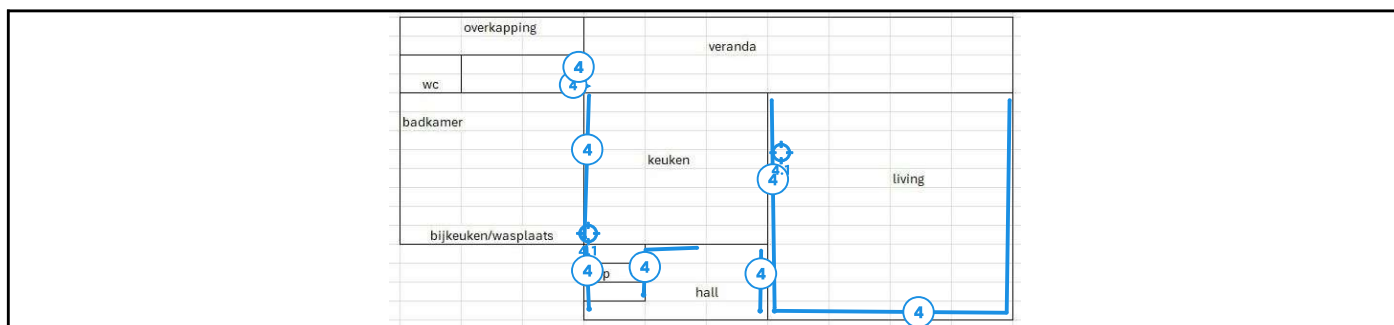 overkapping
veranda
4
wc
4
badkamer
4
keuken
4.1
4
living
bijkeuken/wasplaats
4.1
4
p
4
4
hall
4